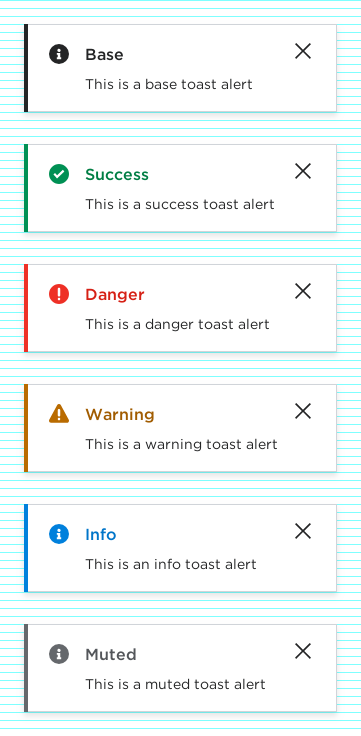 Base
This is a base toast alert
Success
This is a success toast alert
Danger
This is a danger toast alert
Warning
This is a warning toast alert
Info
This is an info toast alert
Muted
This is a muted toast alert